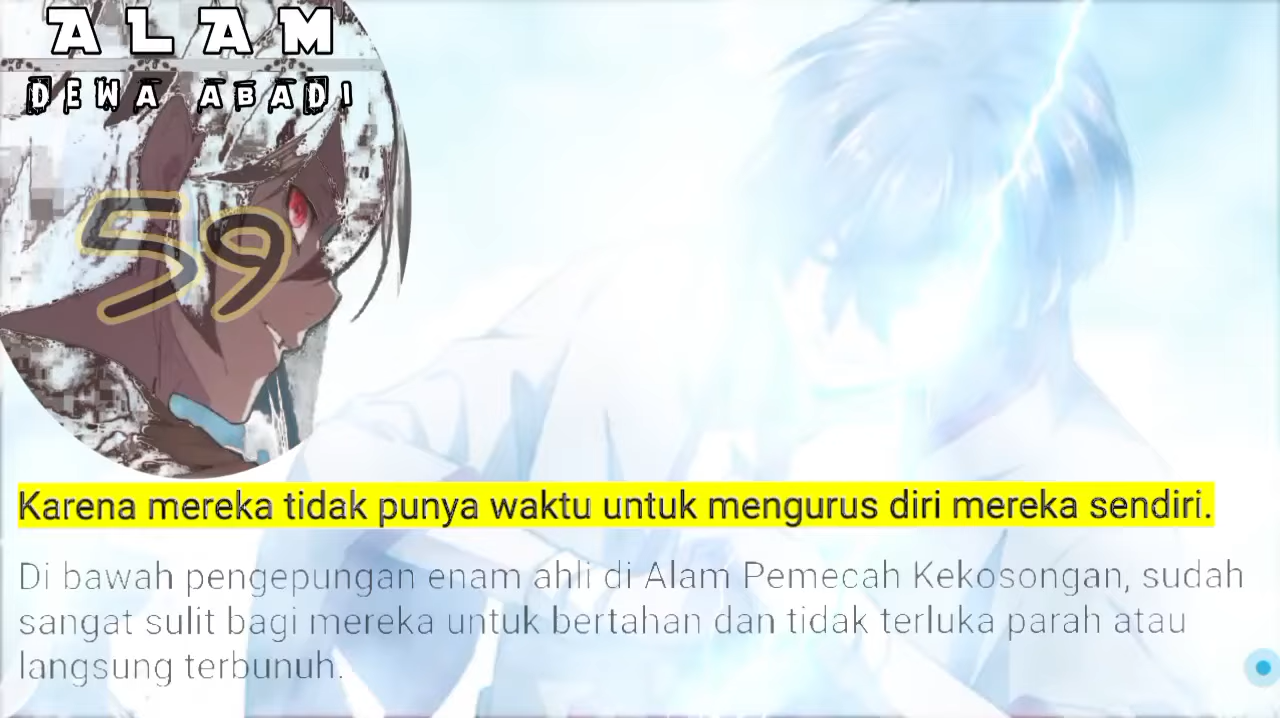 ALAM
DEWA ABADI
59
Karena mereka tidak punya waktu untuk mengurus diri mereka sendiri.
Di bawah pengepungan enam ahli di Alam Pemecah Kekosongan, sudah
sangat sulit bagi mereka untuk bertahan dan tidak terluka parah atau
langsung terbunuh.